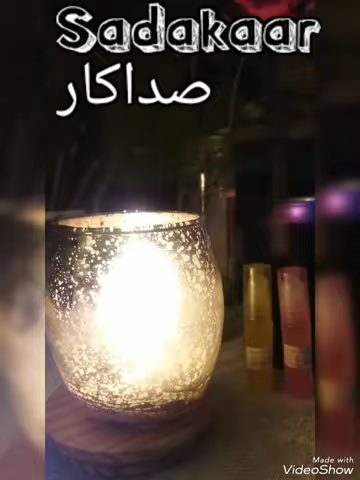 Sadakaar
صداکار
Made with
VideoShow